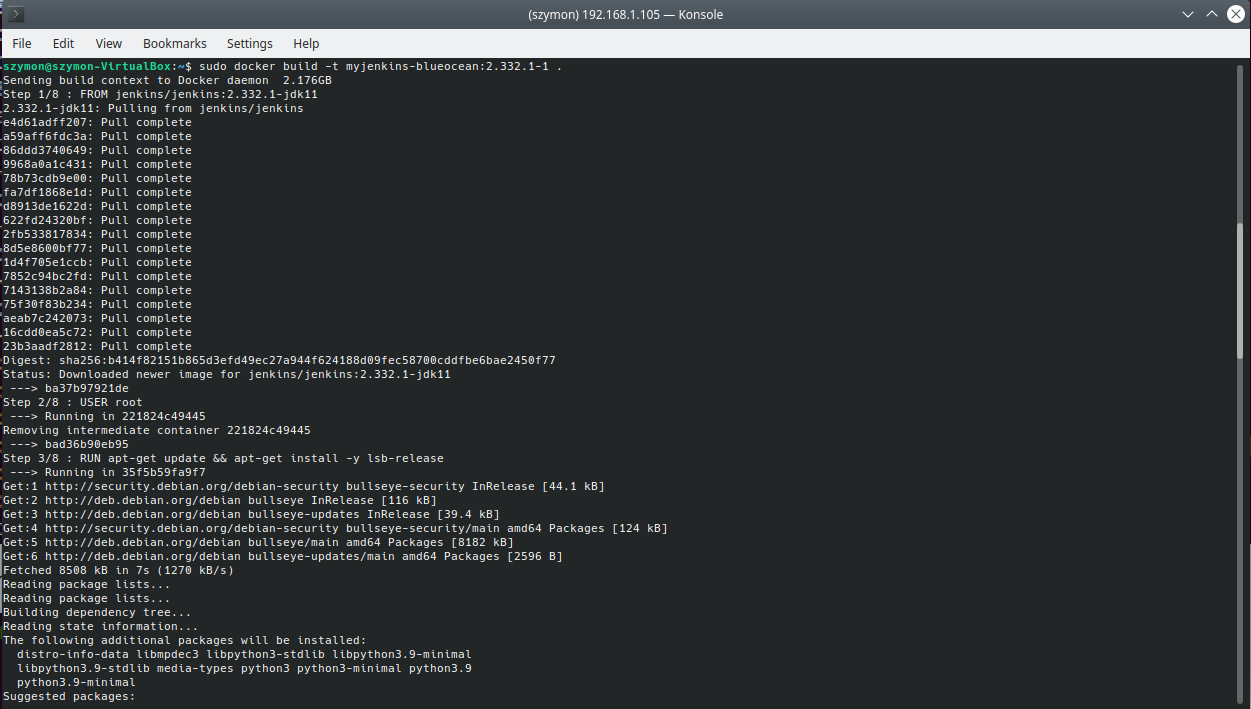 (szymon) 192.168.1.105 — Konsole
File Edit View Bookmarks Settings Help
szymon@szymon-VirtualBox:~$ sudo docker build -t myjenkins-blueocean:2.332.1-1 .
Sending build context to Docker daemon  2.176GB
Step 1/8 : FROM jenkins/jenkins:2.332.1-jdk11
2.332.1-jdk11: Pulling from jenkins/jenkins
e4d61adff207: Pull complete
a59aff6fdc3a: Pull complete
86ddd3740649: Pull complete
9968a0a1c431: Pull complete
78b73cdb9e00: Pull complete
fa7df1868e1d: Pull complete
d8913de1622d: Pull complete
622fd24320bf: Pull complete
2fb533817834: Pull complete
8d5e8600bf77: Pull complete
1d4f705e1ccb: Pull complete
7852c94bc2fd: Pull complete
7143138b2a84: Pull complete
75f30f83b234: Pull complete
aeab7c242073: Pull complete
16cdd0ea5c72: Pull complete
23b3aadf2812: Pull complete
Digest: sha256:b414f82151b865d3efd49ec27a944f624188d09fec58700cddfbe6bae2450f77
Status: Downloaded newer image for jenkins/jenkins:2.332.1-jdk11
 ---> ba37b97921de
Step 2/8 : USER root
 ---> Running in 221824c49445
Removing intermediate container 221824c49445
 ---> bad36b90eb95
Step 3/8 : RUN apt-get update && apt-get install -y lsb-release
 ---> Running in 35f5b59fa9f7
Get:1 http://security.debian.org/debian-security bullseye-security InRelease [44.1 kB]
Get:2 http://deb.debian.org/debian bullseye InRelease [116 kB]
Get:3 http://deb.debian.org/debian bullseye-updates InRelease [39.4 kB]
Get:4 http://security.debian.org/debian-security bullseye-security/main amd64 Packages [124 kB]
Get:5 http://deb.debian.org/debian bullseye/main amd64 Packages [8182 kB]
Get:6 http://deb.debian.org/debian bullseye-updates/main amd64 Packages [2596 B]
Fetched 8508 kB in 7s (1270 kB/s)
Reading package lists...
Reading package lists...
Building dependency tree...
Reading state information...
The following additional packages will be installed:
  distro-info-data libmpdec3 libpython3-stdlib libpython3.9-minimal
  libpython3.9-stdlib media-types python3 python3-minimal python3.9
  python3.9-minimal
Suggested packages: